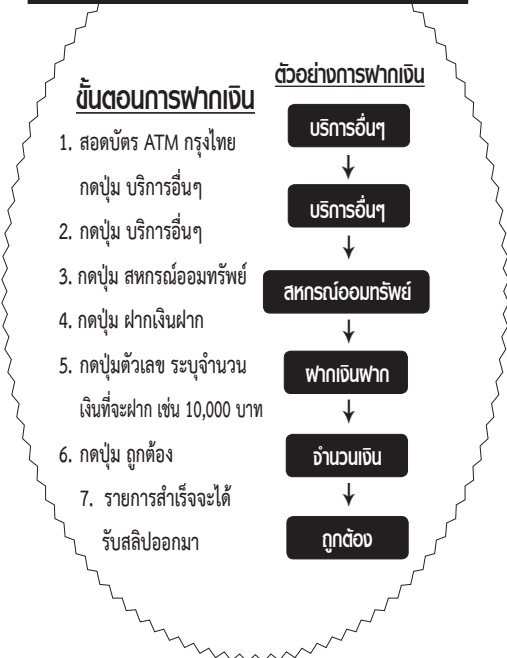 ขั้นตอนการฝากเงิน
1. สอดบัตร ATM กรุงไทย
กดปุ่ม บริการอื่นๆ
2. กดปุ่ม บริการอื่นๆ
3. กดปุ่ม สหกรณ์ออมทรัพย์
4. กดปุ่ม ฝากเงินฝาก
5. กดปุ่มตัวเลข ระบุจำนวน
เงินที่จะฝาก เช่น 10,000 บาท
6. กดปุ่ม ถูกต้อง
7. รายการสำเร็จจะได้
รับสลิปออกมา
ตัวอย่างการฝากเงิน
บริการอื่นๆ
↓
บริการอื่นๆ
↓
สหกรณ์ออมทรัพย์
↓
ฝากเงินฝาก
↓
จำนวนเงิน
↓
ถูกต้อง